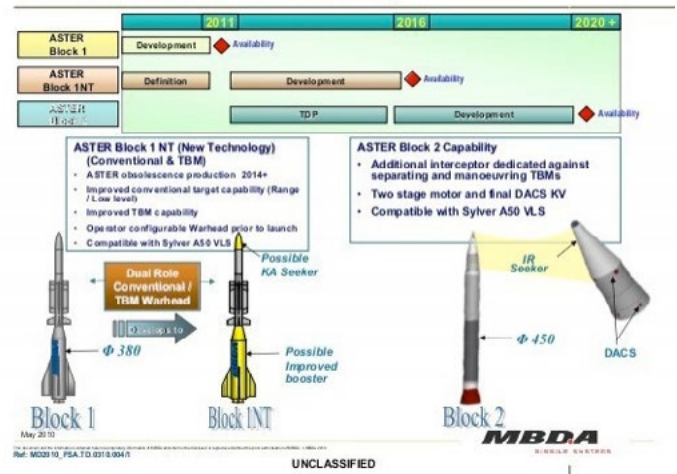 2011
2016
2020 +
ASTER
Block 1
Development
Availability
ASTER
Block 1NT
Definition
Development
Availability
ASTER
TDP
Development
Availability
ASTER Block 1 NT (New Technology)
(Conventional & TBM)
• ASTER obsolescence production 2014+
• Improved conventional target capability (Range
/ Low level)
• Improved TBM capability
• Operator configurable Warhead prior to launch
• Compatible with Sylver A50 VLS
ASTER Block 2 Capability
• Additional interceptor dedicated against
separating and manoeuvring TBMs
• Two stage motor and final DACS KV
• Compatible with Sylver A50 VLS
Dual Role
Conventional /
TBM Warhead
Develops to
Possible
KA Seeker
IR
Seeker
Φ 380
Possible
Improved
booster
Φ 450
DACS
Block 1
Block 1NT
Block 2
May 2010
MBDA
MISSILE SYSTEMS
Ref: MD2010_FSA.TD.0310.004/1
UNCLASSIFIED